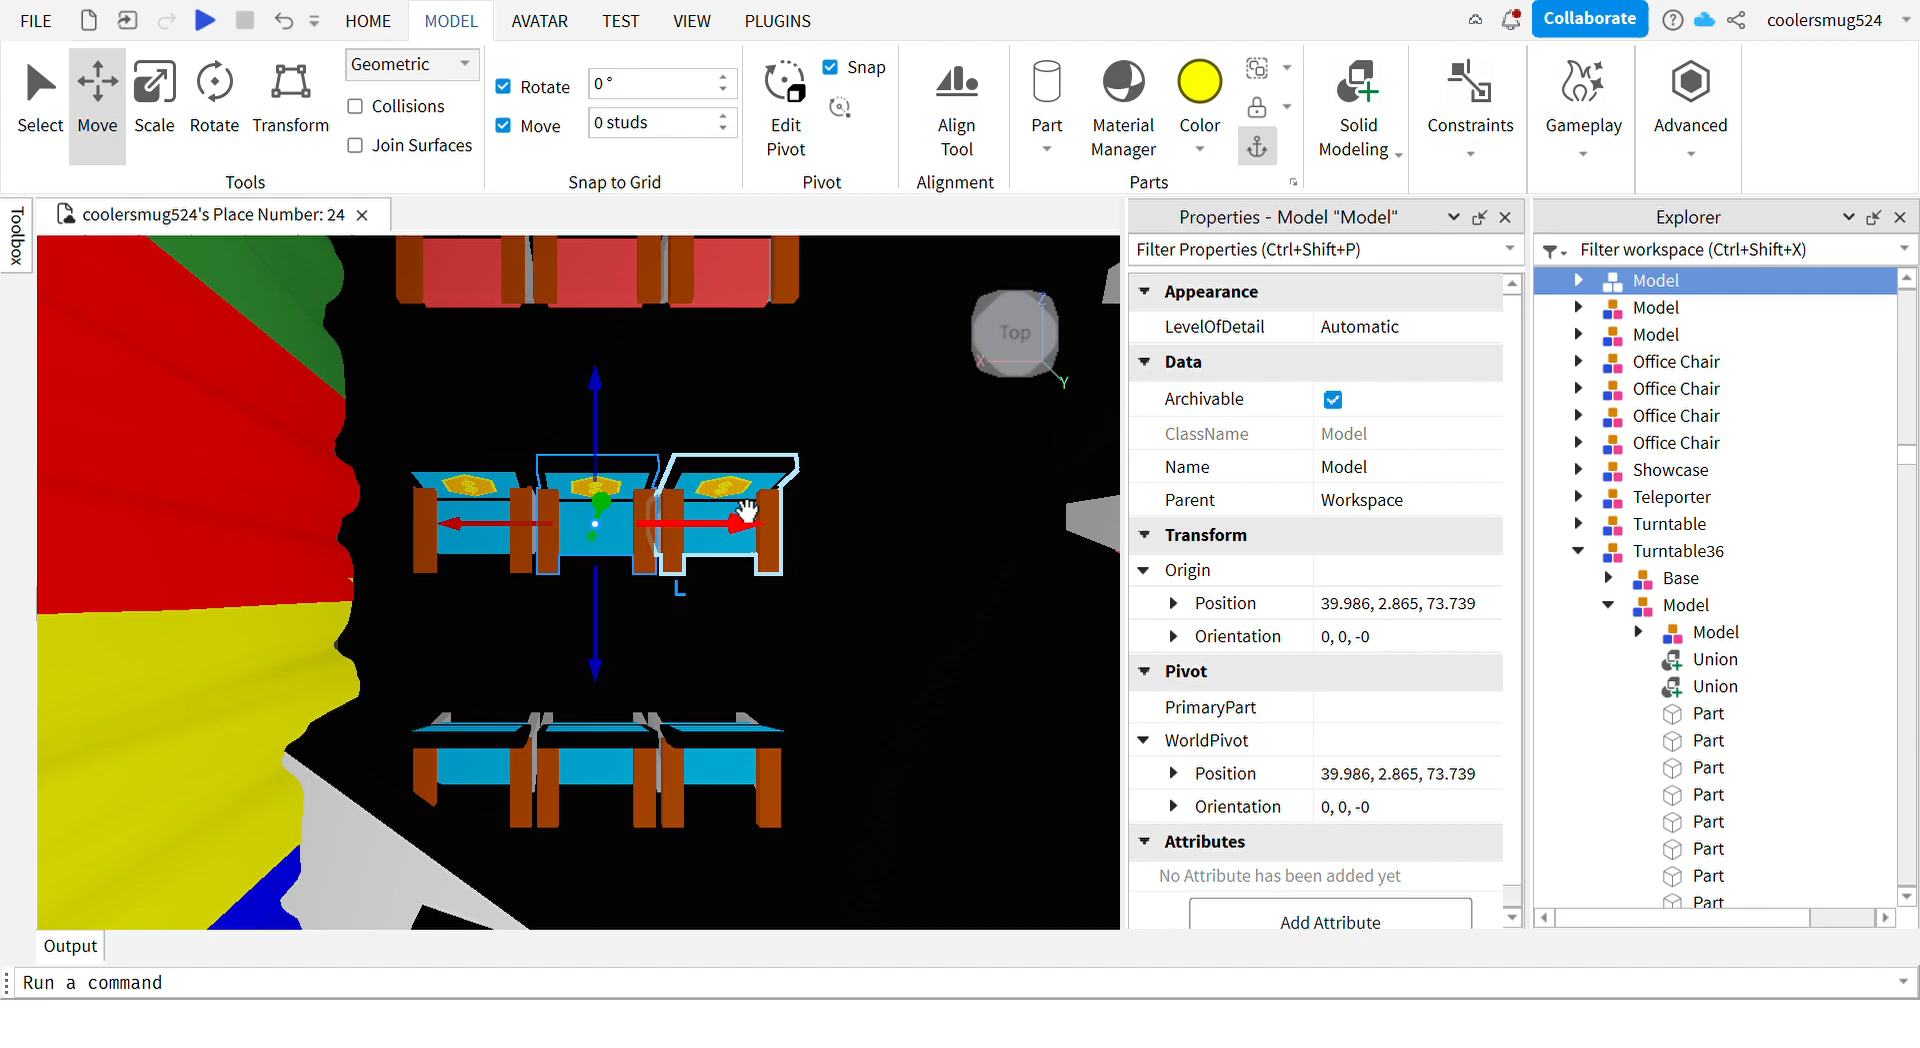 FILE HOME MODEL AVATAR TEST VIEW PLUGINS Collaborate coolersmug524
Geometric
Collisions
Join Surfaces
Select Move Scale Rotate Transform
Tools
Rotate 0 °
Move 0 studs
Snap to Grid
Edit Pivot
Snap
Pivot
Align Tool
Alignment
Part Material Manager Color
Parts
Solid Modeling
Constraints
Gameplay
Advanced
Toolbox
coolersmug524's Place Number: 24
Top
Z
X
Y
L
Properties - Model "Model"
Filter Properties (Ctrl+Shift+P)
Appearance
LevelOfDetail Automatic
Data
Archivable
ClassName Model
Name Model
Parent Workspace
Transform
Origin
Position 39.986, 2.865, 73.739
Orientation 0, 0, -0
Pivot
PrimaryPart
WorldPivot
Position 39.986, 2.865, 73.739
Orientation 0, 0, -0
Attributes
No Attribute has been added yet
Add Attribute
Explorer
Filter workspace (Ctrl+Shift+X)
Model
Model
Model
Office Chair
Office Chair
Office Chair
Office Chair
Showcase
Teleporter
Turntable
Turntable36
Base
Model
Model
Union
Union
Part
Part
Part
Part
Part
Part
Part
Part
Output
Run a command